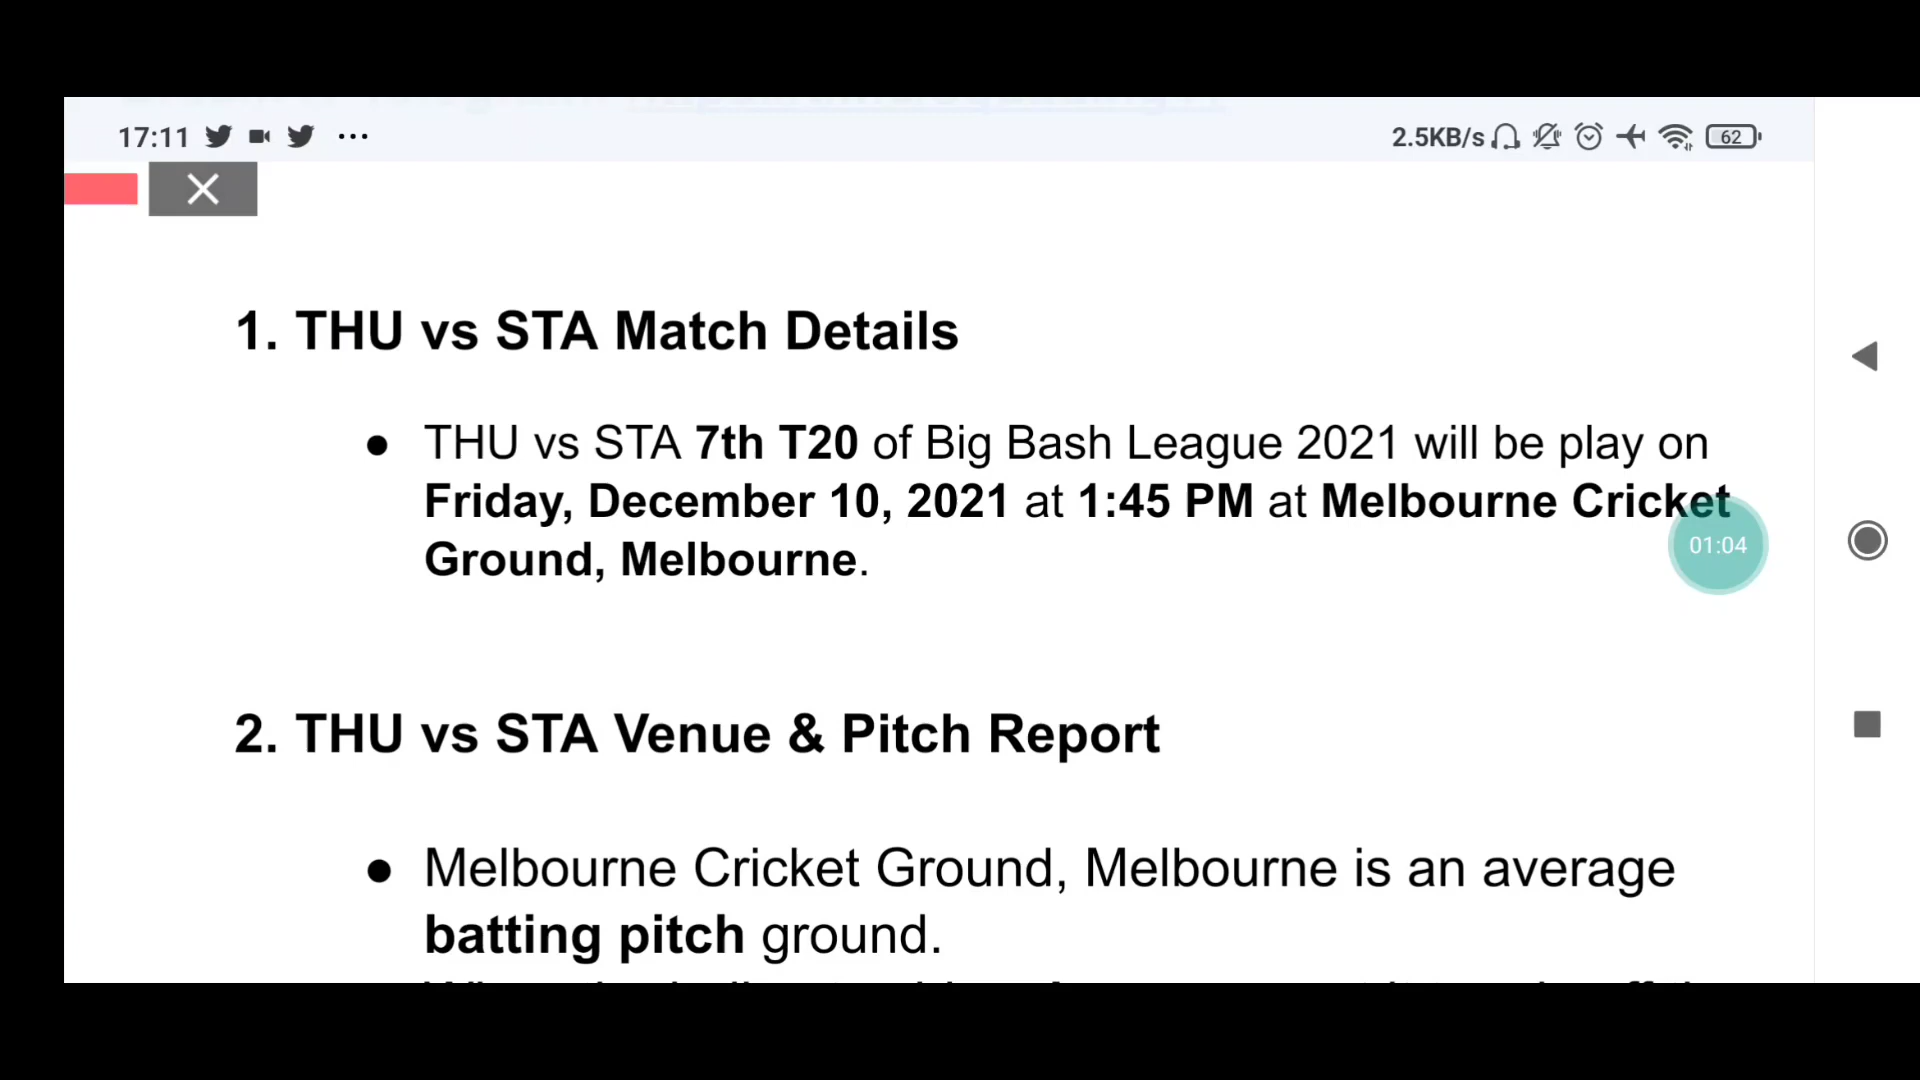 17:11 ... 2.5KB/s 62
1. THU vs STA Match Details
● THU vs STA 7th T20 of Big Bash League 2021 will be play on
Friday, December 10, 2021 at 1:45 PM at Melbourne Cricket
Ground, Melbourne.
01:04
2. THU vs STA Venue & Pitch Report
● Melbourne Cricket Ground, Melbourne is an average
batting pitch ground.